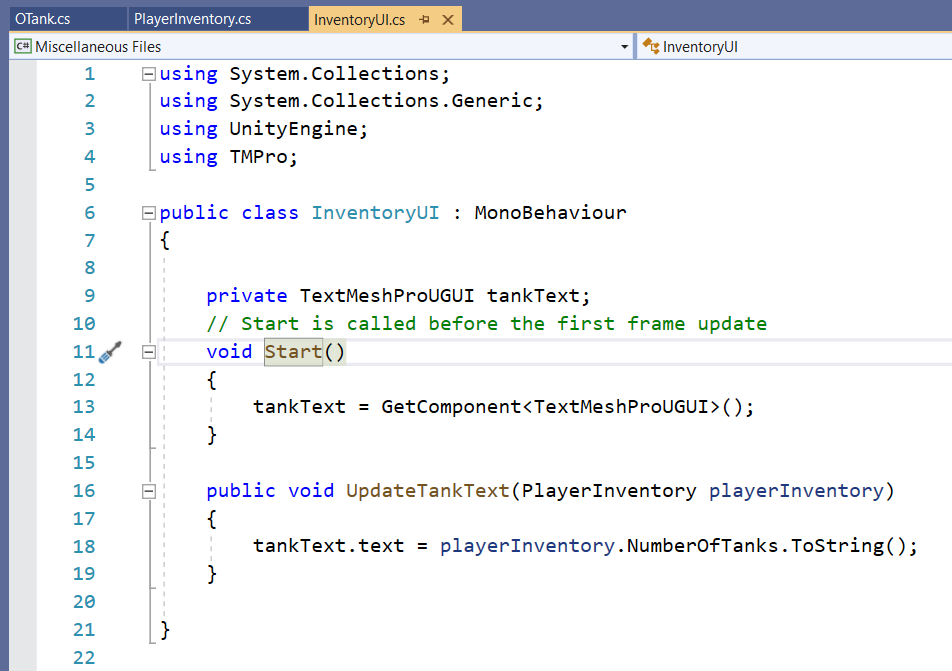 OTank.cs PlayerInventory.cs InventoryUI.cs
C# Miscellaneous Files InventoryUI
1 using System.Collections;
2 using System.Collections.Generic;
3 using UnityEngine;
4 using TMPro;
5
6 public class InventoryUI : MonoBehaviour
7 {
8
9 private TextMeshProUGUI tankText;
10 // Start is called before the first frame update
11 void Start()
12 {
13 tankText = GetComponent<TextMeshProUGUI>();
14 }
15
16 public void UpdateTankText(PlayerInventory playerInventory)
17 {
18 tankText.text = playerInventory.NumberOfTanks.ToString();
19 }
20
21 }
22